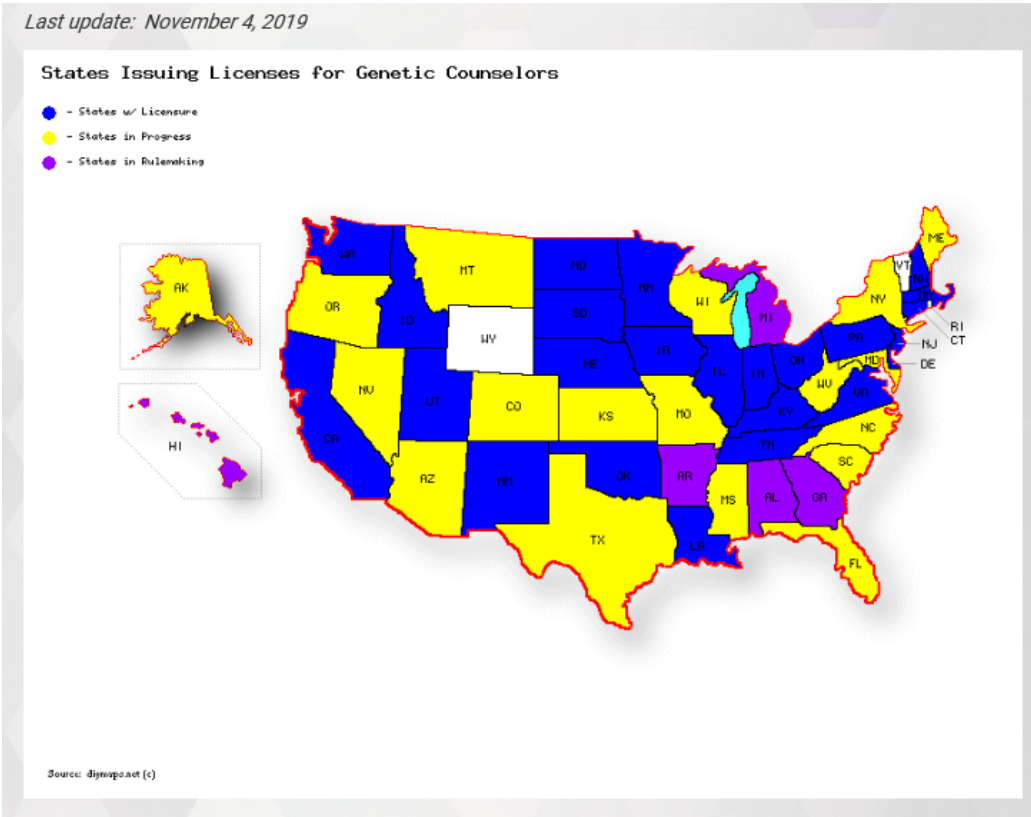 Last update: November 4, 2019
States Issuing Licenses for Genetic Counselors
- States w/ Licensure
- States in Progress
- States in Rulemaking
WA
MT
ND
MN
ME
VT
NH
AK
OR
ID
SD
WI
MI
NY
RI
CT
WY
NE
IA
PA
NJ
DE
NV
UT
CO
KS
MO
IL
IN
OH
WV
MD
VA
KY
HI
CA
AZ
NM
OK
AR
TN
NC
SC
TX
LA
MS
AL
GA
FL
Source: diymaps.net (c)